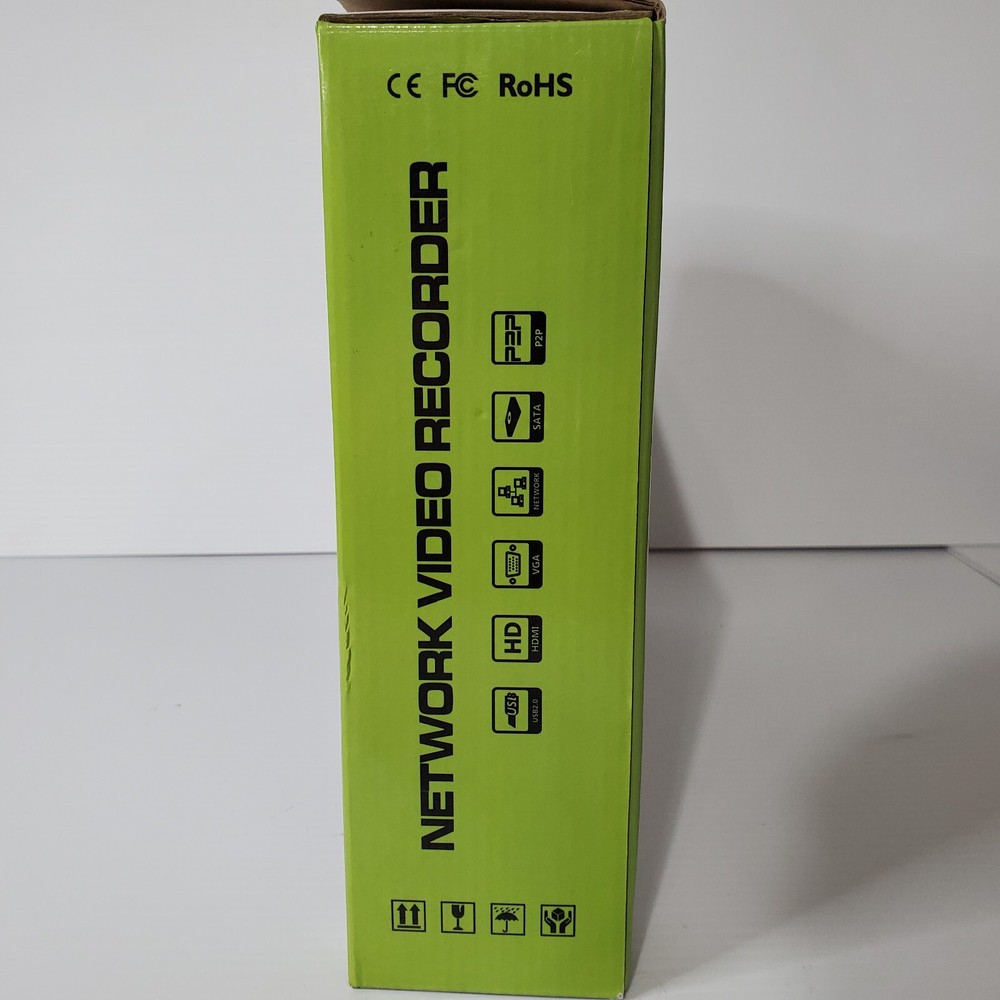 CE FC RoHS
NETWORK VIDEO RECORDER
P2P P2P
SATA
NETWORK
VGA
HD HDMI
USB USB2.0